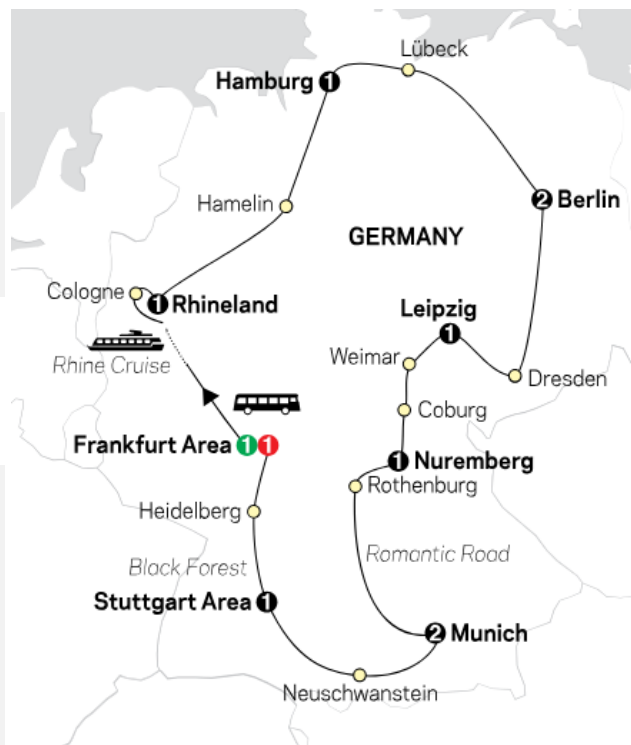 Lübeck
Hamburg 1
2 Berlin
Hamelin
GERMANY
Cologne
1 Rhineland
Leipzig
1
Rhine Cruise
Weimar
Dresden
Coburg
Frankfurt Area 1 1
1 Nuremberg
Rothenburg
Heidelberg
Romantic Road
Black Forest
Stuttgart Area 1
2 Munich
Neuschwanstein